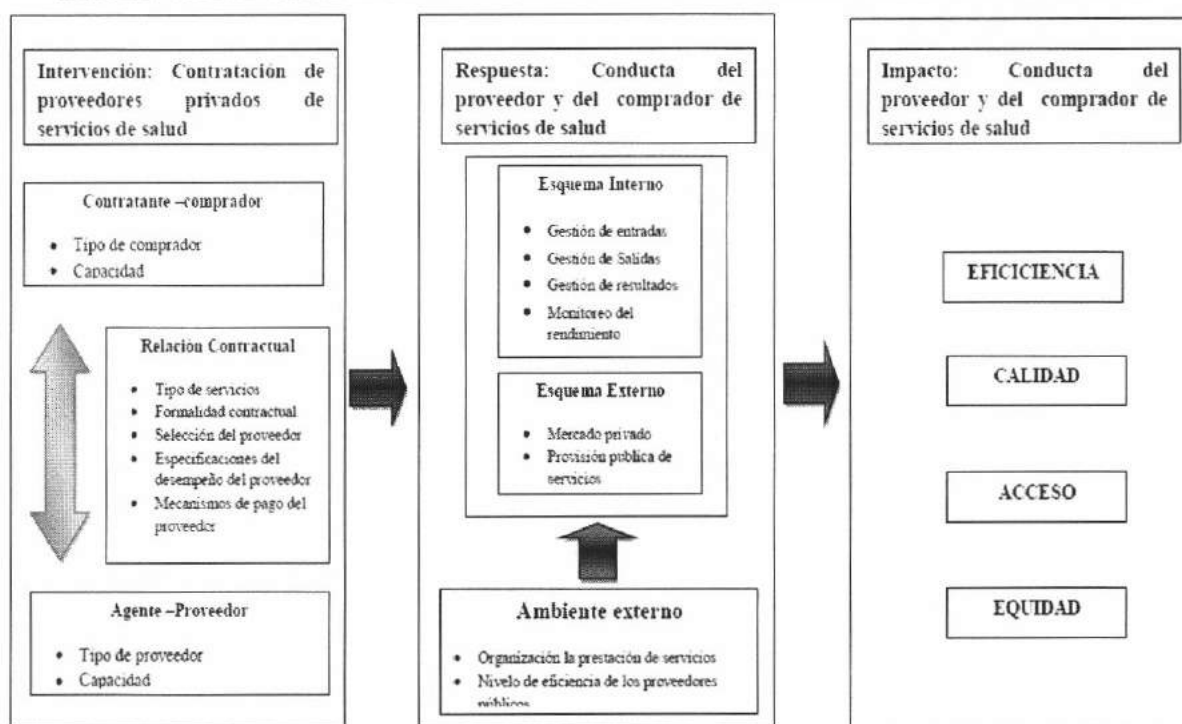 Intervención: Contratación de
proveedores privados de
servicios de salud
Contratante –comprador
• Tipo de comprador
• Capacidad
Relación Contractual
• Tipo de servicios
• Formalidad contractual
• Selección del proveedor
• Especificaciones del
desempeño del proveedor
• Mecanismos de pago del
proveedor
Agente –Proveedor
• Tipo de proveedor
• Capacidad
Respuesta: Conducta del
proveedor y del comprador de
servicios de salud
Esquema Interno
• Gestión de entradas
• Gestión de Salidas
• Gestión de resultados
• Monitoreo del
rendimiento
Esquema Externo
• Mercado privado
• Provisión publica de
servicios
Ambiente externo
• Organización la prestación de servicios
• Nivelo de eficiencia de los proveedores
públicos
Impacto: Conducta del
proveedor y del comprador de
servicios de salud
EFICICIENCIA
CALIDAD
ACCESO
EQUIDAD